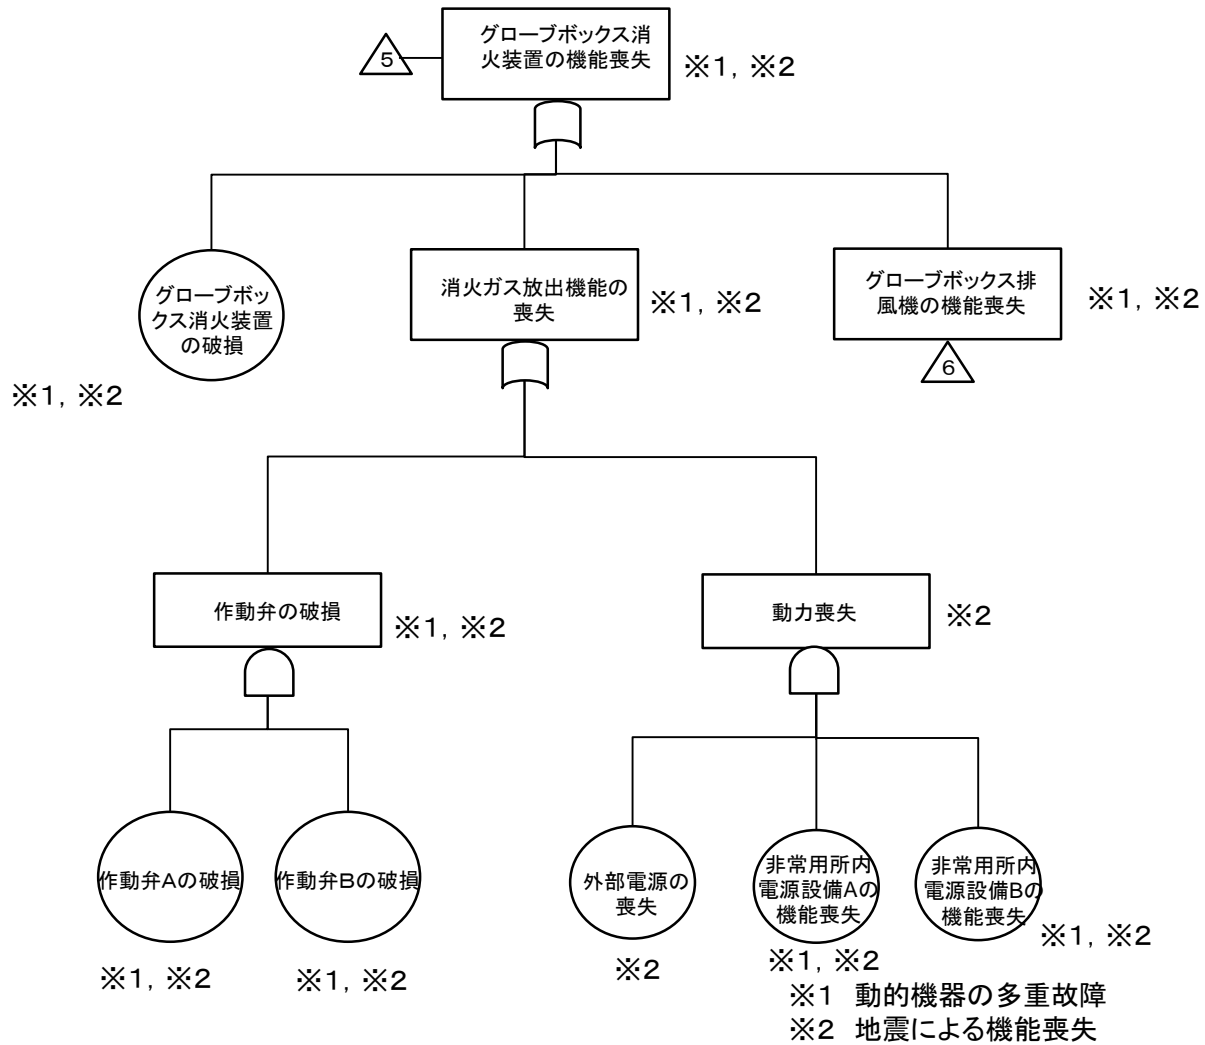 グローブボックス消
火装置の機能喪失
5
※1, ※2
グローブボッ
クス消火装置
の破損
※1, ※2
消火ガス放出機能の
喪失
※1, ※2
グローブボックス排
風機の機能喪失
※1, ※2
6
作動弁の破損
※1, ※2
動力喪失
※2
作動弁Aの破損
※1, ※2
作動弁Bの破損
※1, ※2
外部電源の
喪失
※2
非常用所内
電源設備Aの
機能喪失
※1, ※2
非常用所内
電源設備Bの
機能喪失
※1, ※2
※1 動的機器の多重故障
※2 地震による機能喪失